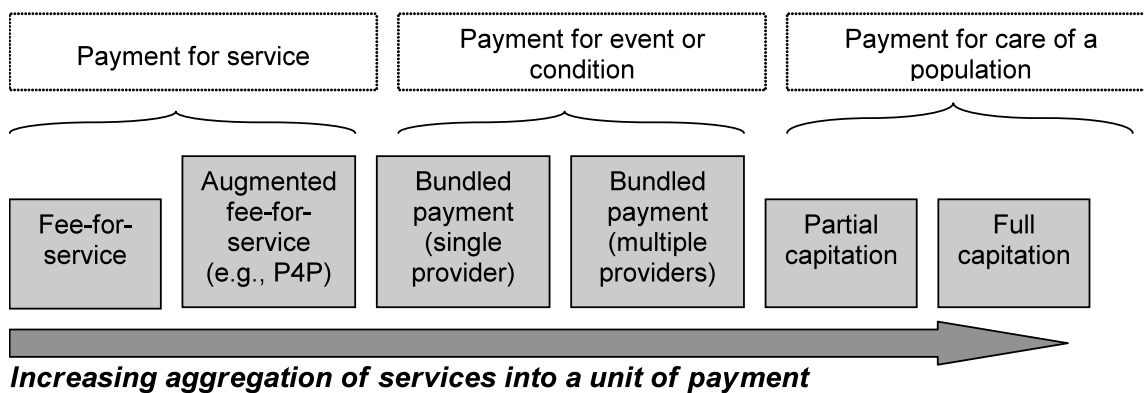 Payment for service
Payment for event or
condition
Payment for care of a
population
Fee-for-
service
Augmented
fee-for-
service
(e.g., P4P)
Bundled
payment
(single
provider)
Bundled
payment
(multiple
providers)
Partial
capitation
Full
capitation
Increasing aggregation of services into a unit of payment